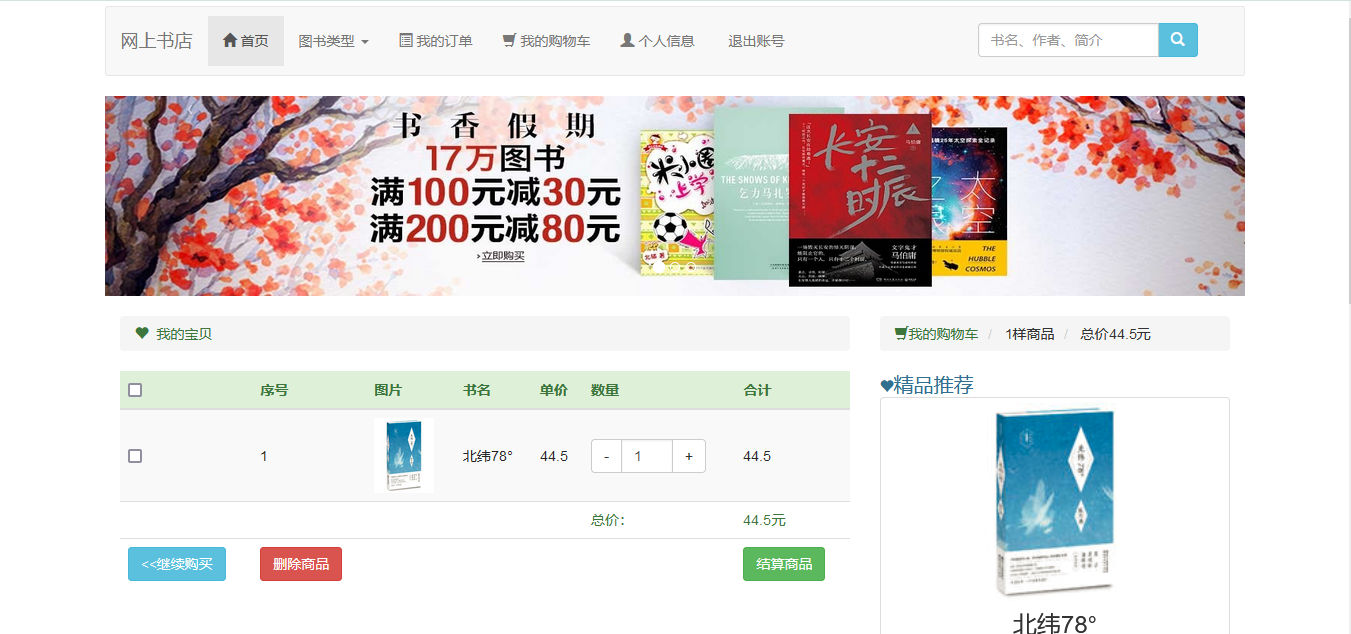 网上书店 首页 图书类型 我的订单 我的购物车 个人信息 退出账号 书名、作者、简介
书香假期
17万图书
满100元减30元
满200元减80元
›立即购买
米小圈
上学
THE SNOWS OF K
乞力马扎
长安
十二
时辰
马伯庸
文字鬼才
马伯庸
太空
THE
HUBBLE
COSMOS
我的宝贝
我的购物车 / 1样商品 / 总价44.5元
序号 图片 书名 单价 数量 合计
1 北纬78° 44.5 - 1 + 44.5
总价： 44.5元
<<继续购买 删除商品 结算商品
精品推荐
北纬78°